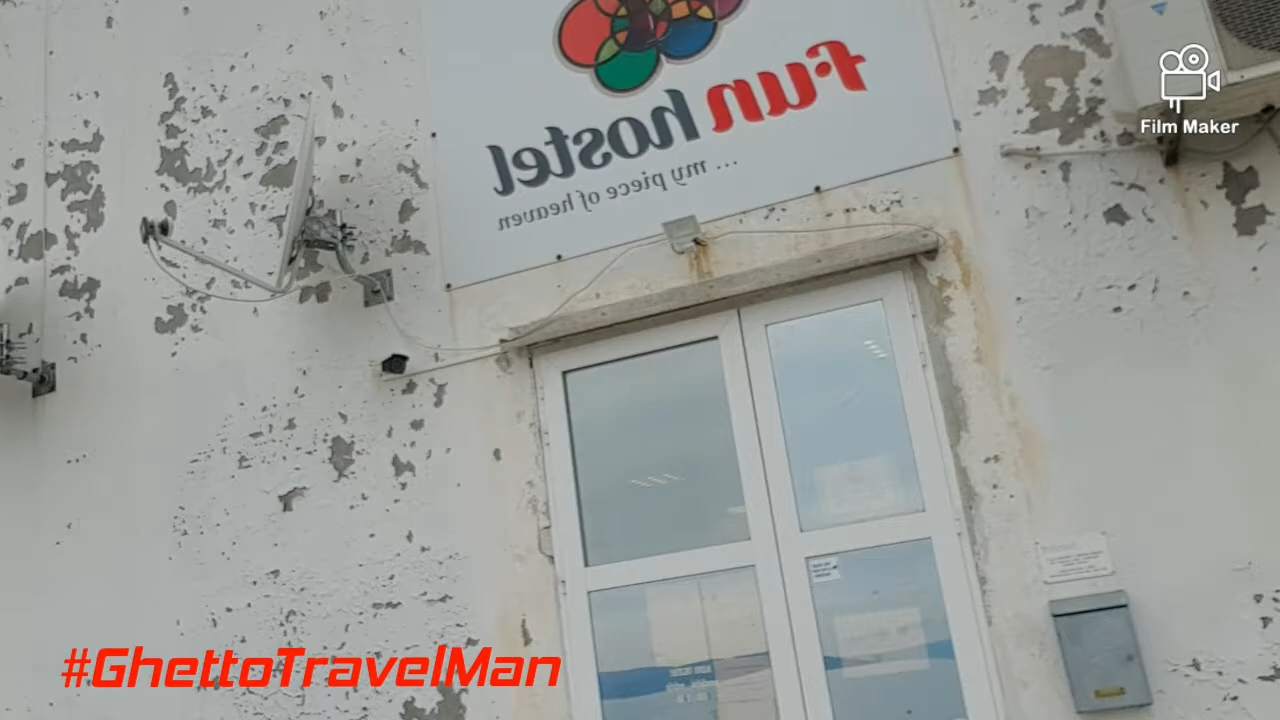 Fun hostel
... my piece of heaven
Film Maker
#GhettoTravelMan